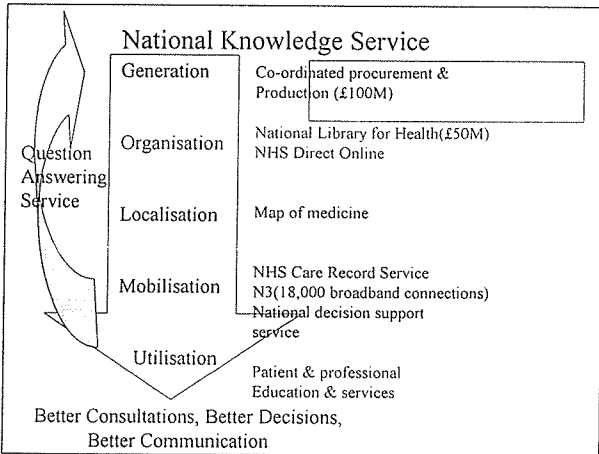 National Knowledge Service
Generation
Co-ordinated procurement &
Production (£100M)
Organisation
National Library for Health(£50M)
NHS Direct Online
Question
Answering
Service
Localisation
Map of medicine
Mobilisation
NHS Care Record Service
N3(18,000 broadband connections)
National decision support
service
Utilisation
Patient & professional
Education & services
Better Consultations, Better Decisions,
Better Communication